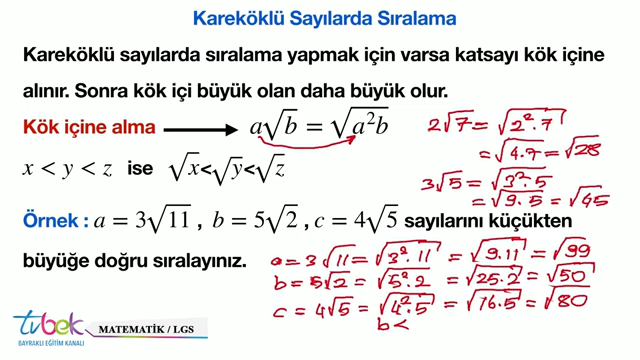 Kareköklü Sayılarda Sıralama
Kareköklü sayılarda sıralama yapmak için varsa katsayı kök içine
alınır. Sonra kök içi büyük olan daha büyük olur.
Kök içine alma ⟶ a√b = √a²b
2√7 = √2².7
= √4.7 = √28
x < y < z ise √x<√y<√z
3√5 = √3².5
= √9.5 = √45
Örnek : a = 3√11 , b = 5√2 , c = 4√5 sayılarını küçükten
büyüğe doğru sıralayınız.
a = 3√11 = √3².11 = √9.11 = √99
b = 5√2 = √5².2 = √25.2 = √50
c = 4√5 = √4².5 = √16.5 = √80
b <
tvbek
BAYRAKLI EĞİTİM KANALI
MATEMATİK / LGS